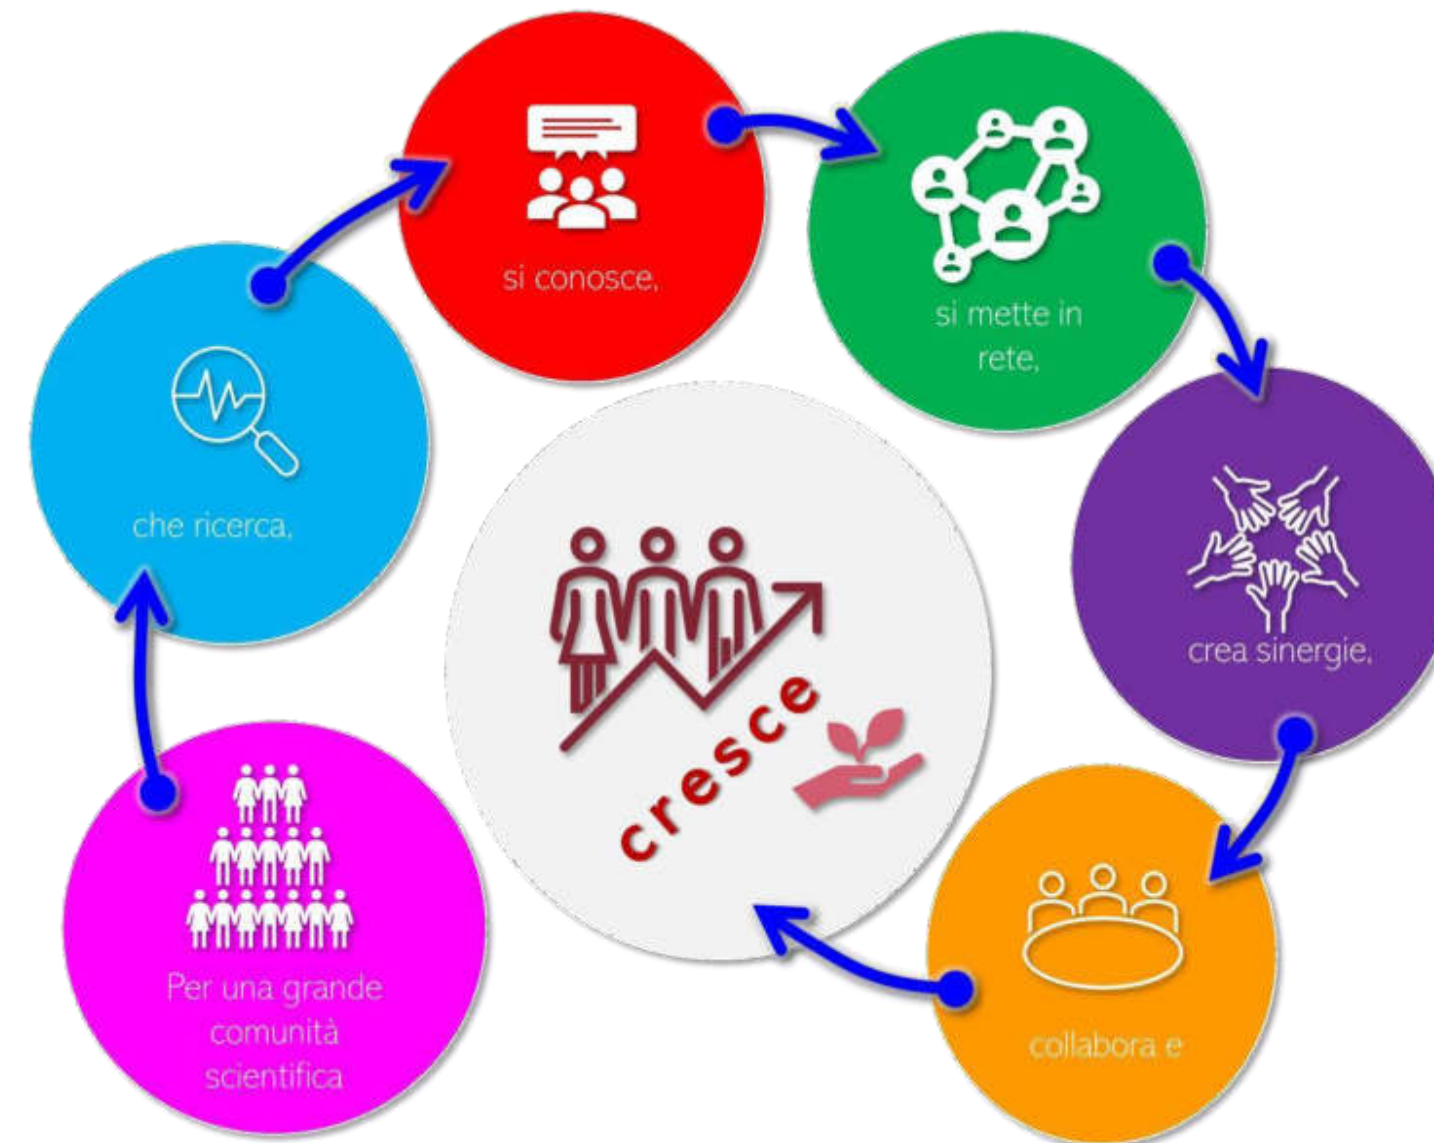 Per una grande
comunità
scientifica
che ricerca,
si conosce,
si mette in
rete,
crea sinergie,
collabora e
cresce